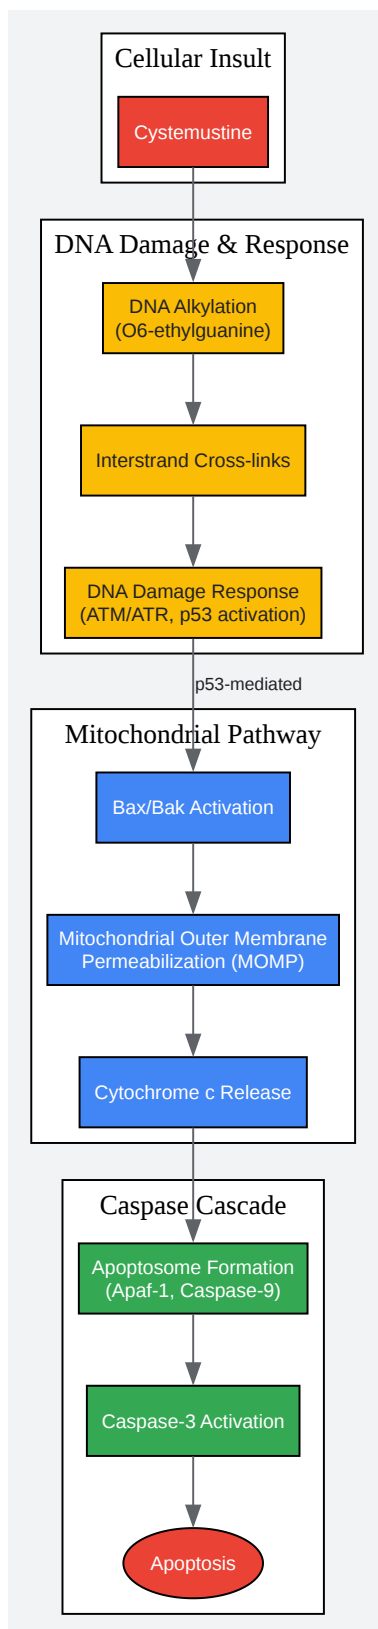 Cellular Insult
Cystemustine
DNA Damage & Response
DNA Alkylation
(O6-ethylguanine)
Interstrand Cross-links
DNA Damage Response
(ATM/ATR, p53 activation)
p53-mediated
Mitochondrial Pathway
Bax/Bak Activation
Mitochondrial Outer Membrane
Permeabilization (MOMP)
Cytochrome c Release
Caspase Cascade
Apoptosome Formation
(Apaf-1, Caspase-9)
Caspase-3 Activation
Apoptosis